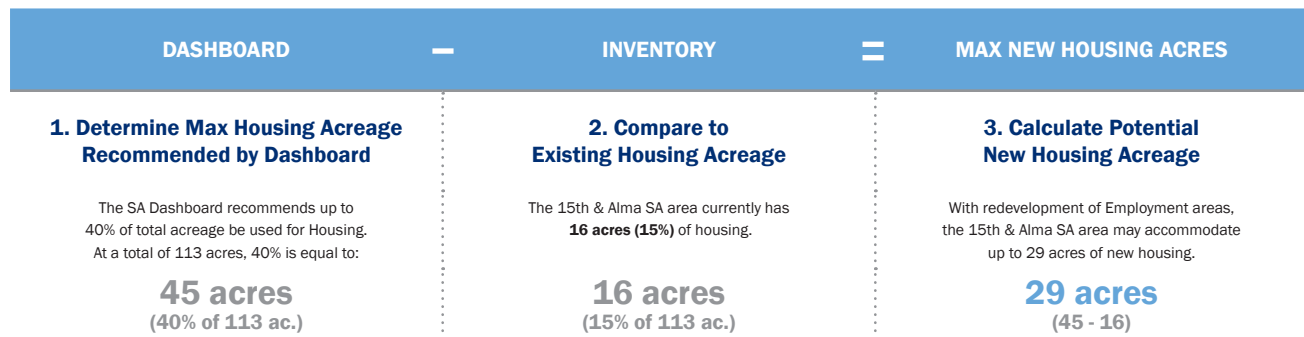 DASHBOARD – INVENTORY = MAX NEW HOUSING ACRES
1. Determine Max Housing Acreage
Recommended by Dashboard
The SA Dashboard recommends up to
40% of total acreage be used for Housing.
At a total of 113 acres, 40% is equal to:
45 acres
(40% of 113 ac.)
2. Compare to
Existing Housing Acreage
The 15th & Alma SA area currently has
16 acres (15%) of housing.
16 acres
(15% of 113 ac.)
3. Calculate Potential
New Housing Acreage
With redevelopment of Employment areas,
the 15th & Alma SA area may accommodate
up to 29 acres of new housing.
29 acres
(45 - 16)